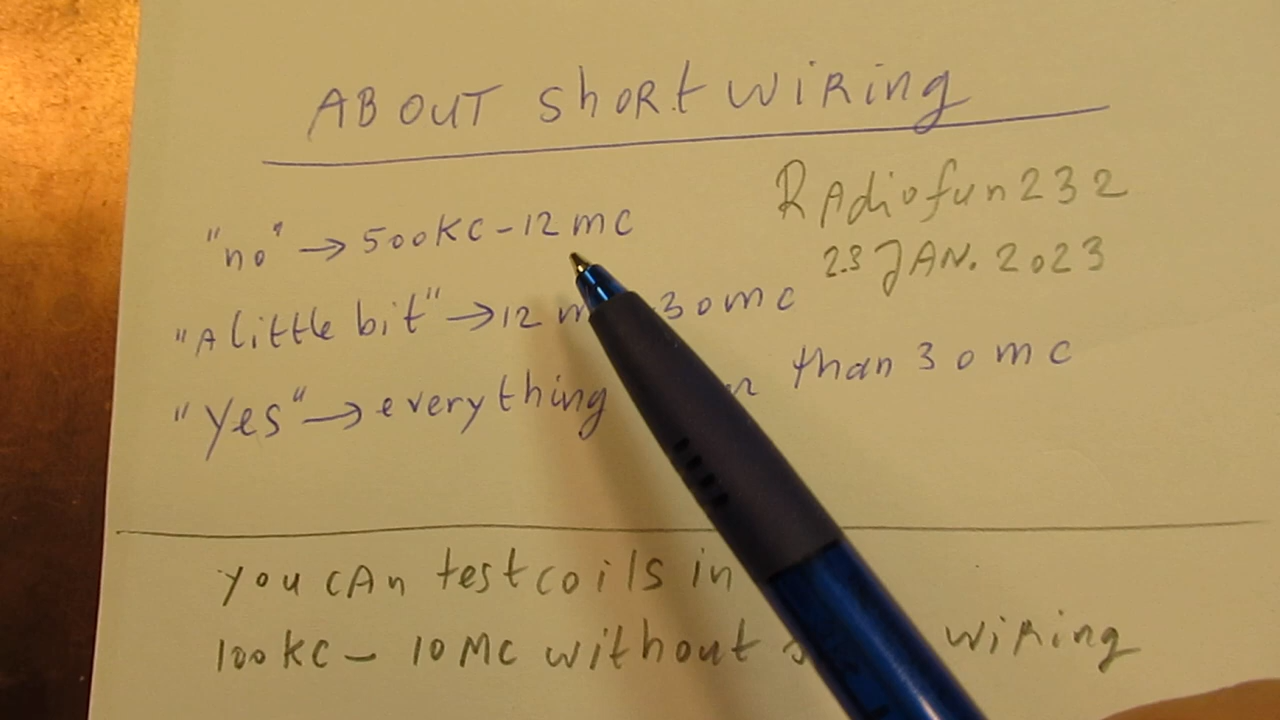 ABOUT short wiring
Radiofun232
23 JAN. 2023
"no" → 500KC-12mc
"A little bit" → 12 m 30mc
"Yes" → everything than 30mc
you can test coils in
100KC - 10MC without wiring